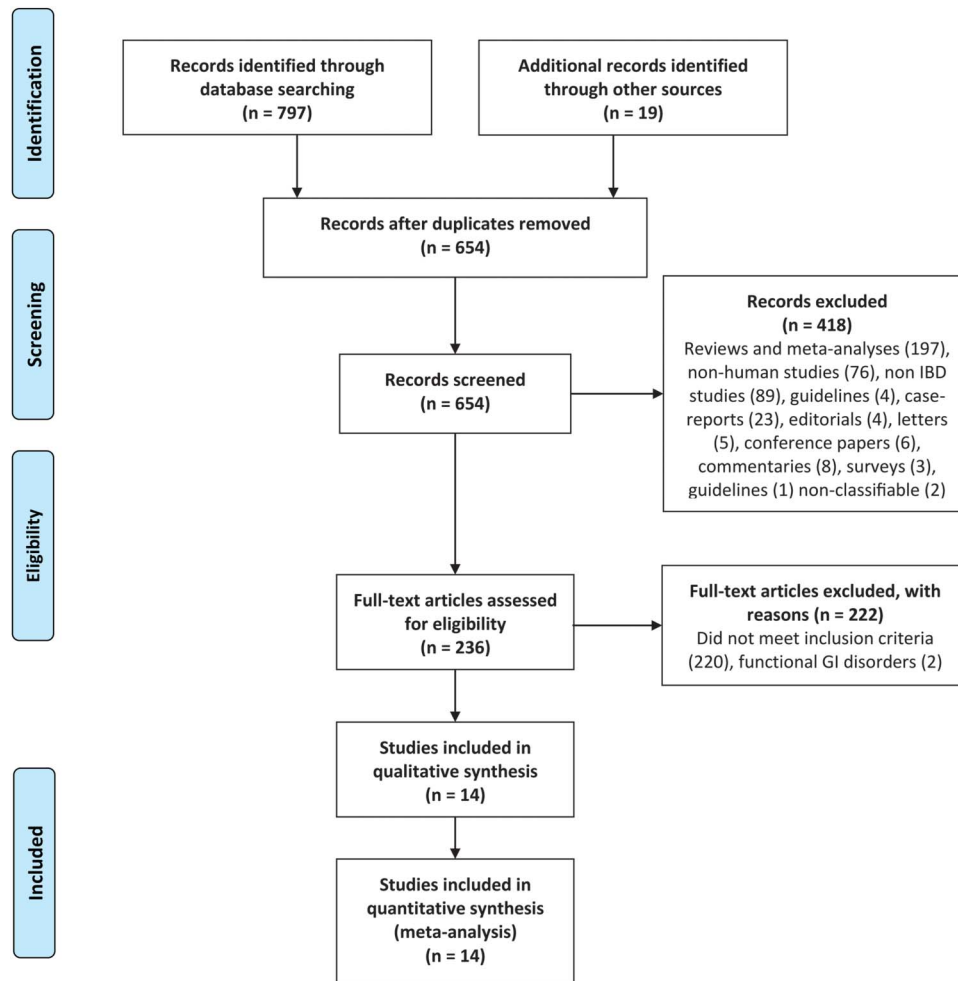 Identification
Records identified through
database searching
(n = 797)
Additional records identified
through other sources
(n = 19)
Records after duplicates removed
(n = 654)
Screening
Records screened
(n = 654)
Records excluded
(n = 418)
Reviews and meta-analyses (197),
non-human studies (76), non IBD
studies (89), guidelines (4), case-
reports (23), editorials (4), letters
(5), conference papers (6),
commentaries (8), surveys (3),
guidelines (1) non-classifiable (2)
Eligibility
Full-text articles assessed
for eligibility
(n = 236)
Full-text articles excluded, with
reasons (n = 222)
Did not meet inclusion criteria
(220), functional GI disorders (2)
Included
Studies included in
qualitative synthesis
(n = 14)
Studies included in
quantitative synthesis
(meta-analysis)
(n = 14)